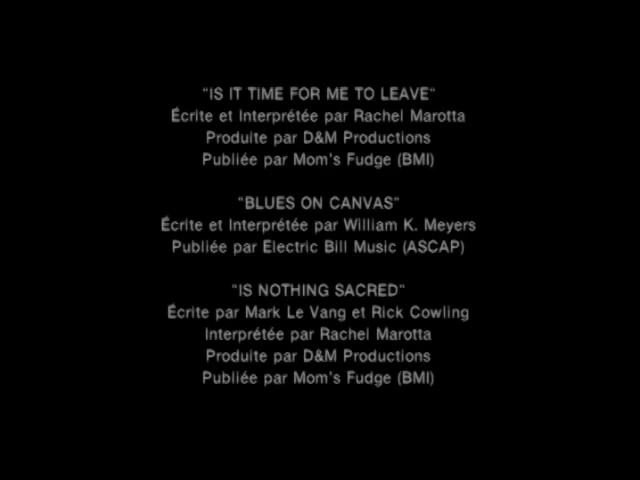 "IS IT TIME FOR ME TO LEAVE"
Écrite et Interprétée par Rachel Marotta
Produite par D&M Productions
Publiée par Mom's Fudge (BMI)
"BLUES ON CANVAS"
Écrite et Interprétée par William K. Meyers
Publiée par Electric Bill Music (ASCAP)
"IS NOTHING SACRED"
Écrite par Mark Le Vang et Rick Cowling
Interprétée par Rachel Marotta
Produite par D&M Productions
Publiée par Mom's Fudge (BMI)